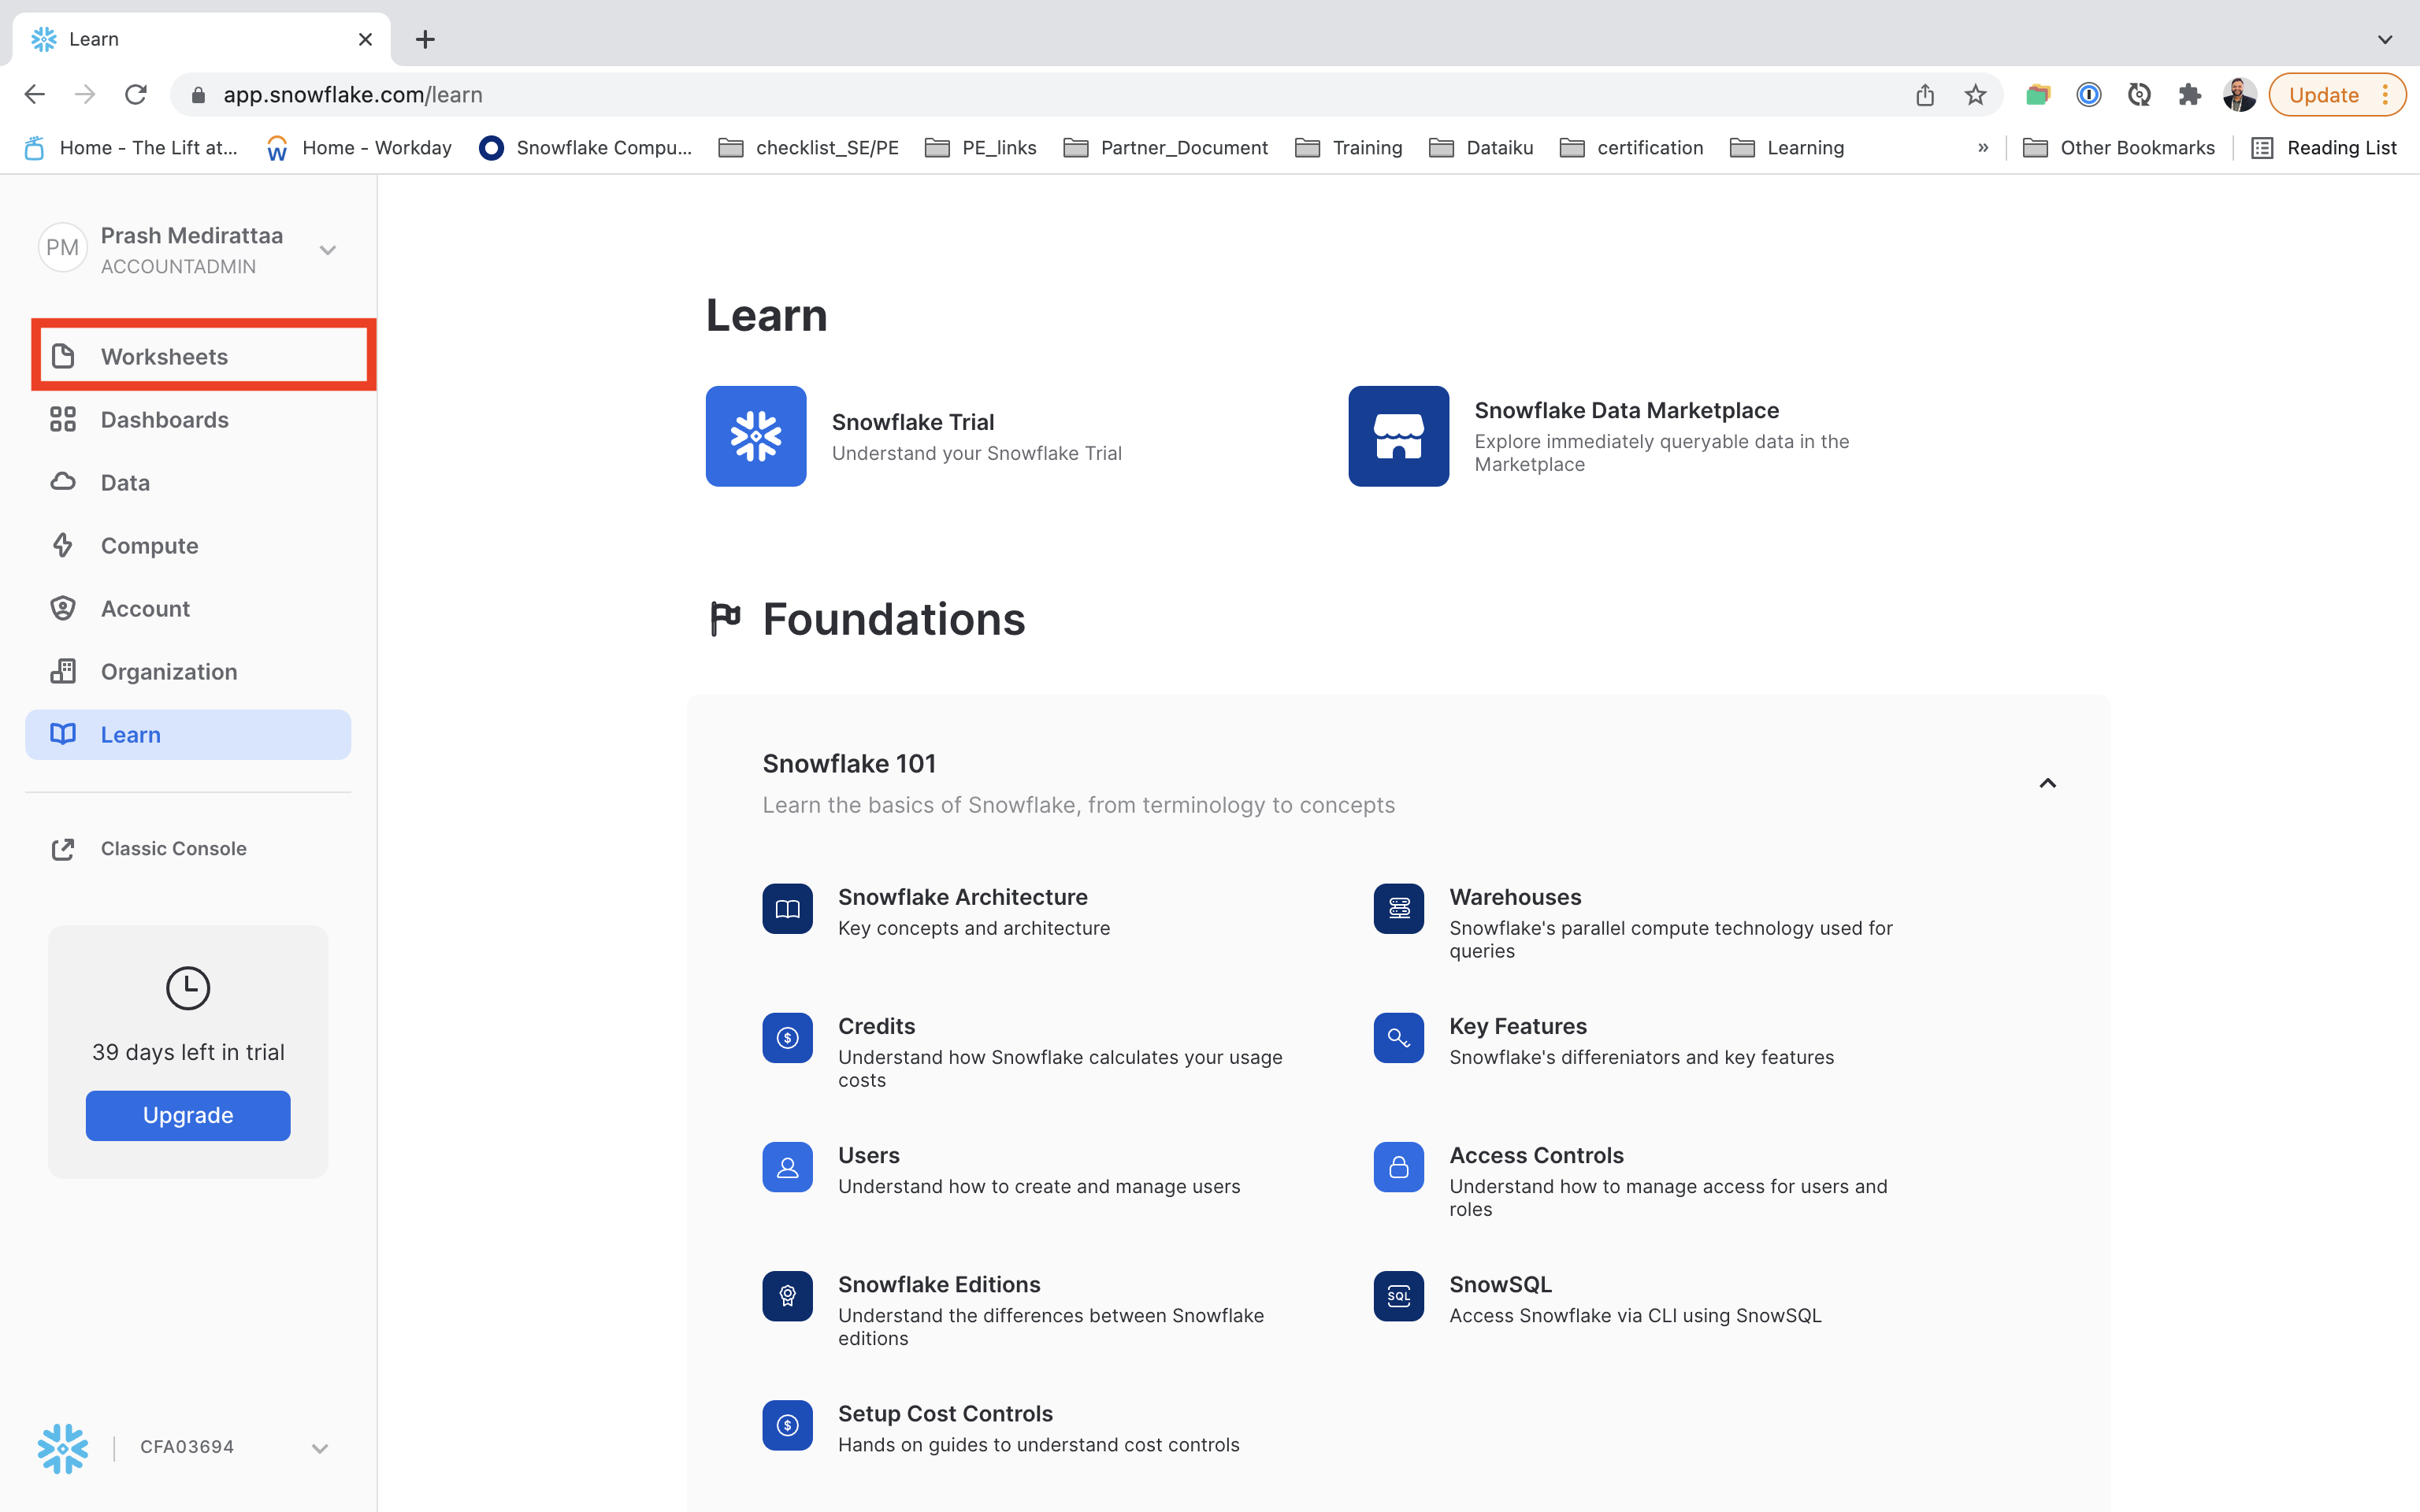 Learn
app.snowflake.com/learn
Update
Home - The Lift at...
Home - Workday
Snowflake Compu...
checklist_SE/PE
PE_links
Partner_Document
Training
Dataiku
certification
Learning
»
Other Bookmarks
Reading List
PM
Prash Medirattaa
ACCOUNTADMIN
Worksheets
Dashboards
Data
Compute
Account
Organization
Learn
Classic Console
39 days left in trial
Upgrade
CFA03694
Learn
Snowflake Trial
Understand your Snowflake Trial
Snowflake Data Marketplace
Explore immediately queryable data in the
Marketplace
Foundations
Snowflake 101
Learn the basics of Snowflake, from terminology to concepts
Snowflake Architecture
Key concepts and architecture
Warehouses
Snowflake's parallel compute technology used for
queries
Credits
Understand how Snowflake calculates your usage
costs
Key Features
Snowflake's differeniators and key features
Users
Understand how to create and manage users
Access Controls
Understand how to manage access for users and
roles
Snowflake Editions
Understand the differences between Snowflake
editions
SQL
SnowSQL
Access Snowflake via CLI using SnowSQL
Setup Cost Controls
Hands on guides to understand cost controls